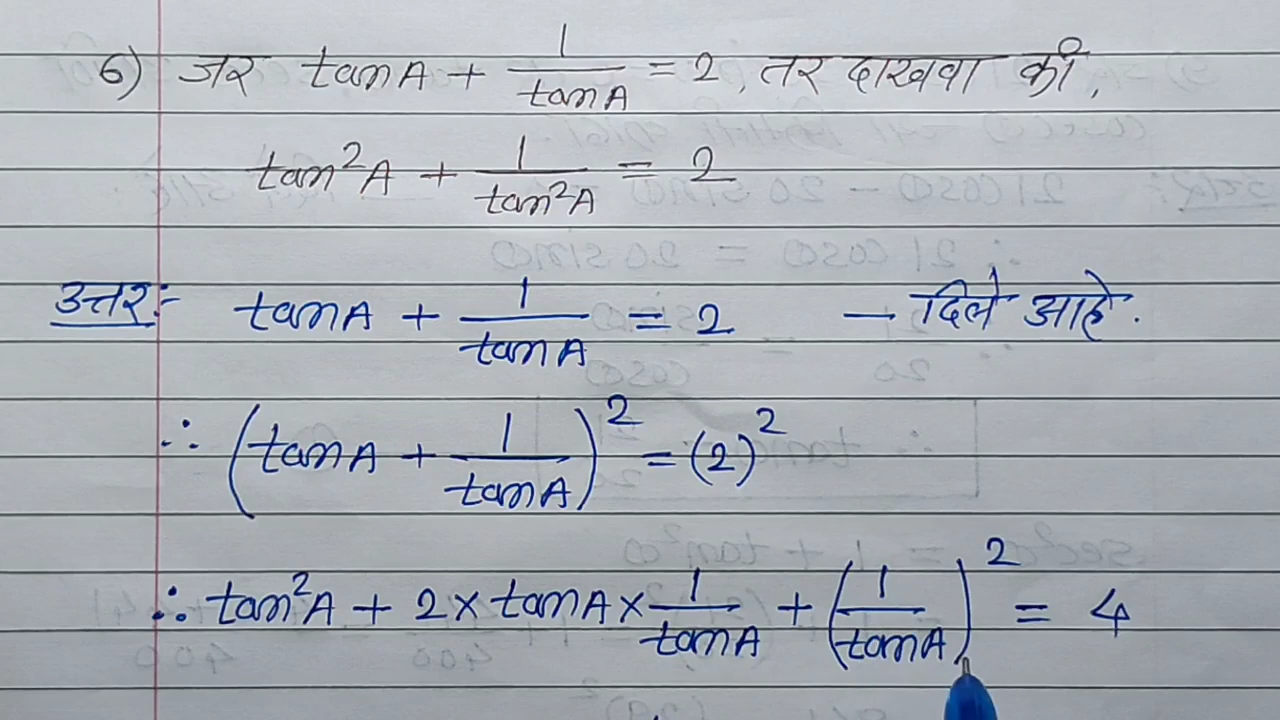 6) जर tanA + 1/tanA = 2, तर दाखवा की,
tan²A + 1/tan²A = 2
उत्तर:- tanA + 1/tanA = 2 — दिले आहे.
∴ (tanA + 1/tanA)² = (2)²
∴ tan²A + 2 × tanA × 1/tanA + (1/tanA)² = 4